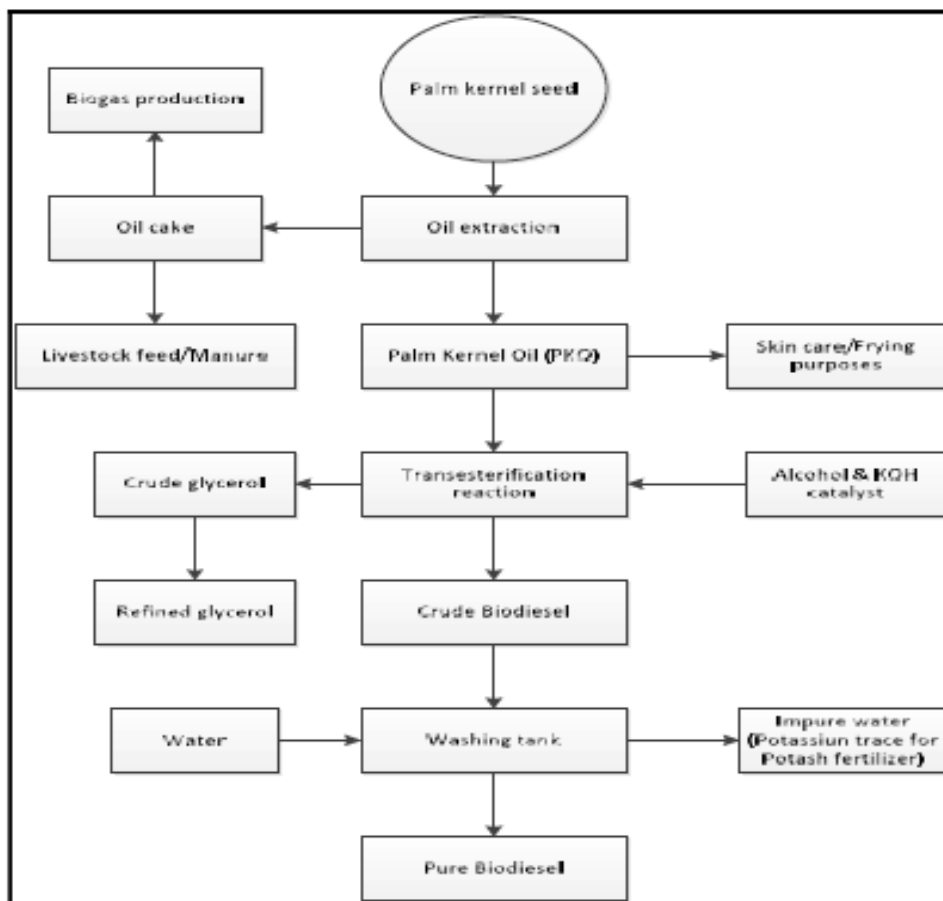 Palm kernel seed
Biogas production
Oil cake
Oil extraction
Livestock feed/Manure
Palm Kernel Oil (PKO)
Skin care/Frying
purposes
Crude glycerol
Transesterification
reaction
Alcohol & KOH
catalyst
Refined glycerol
Crude Biodiesel
Water
Washing tank
Impure water
(Potassiun trace for
Potash fertilizer)
Pure Biodiesel